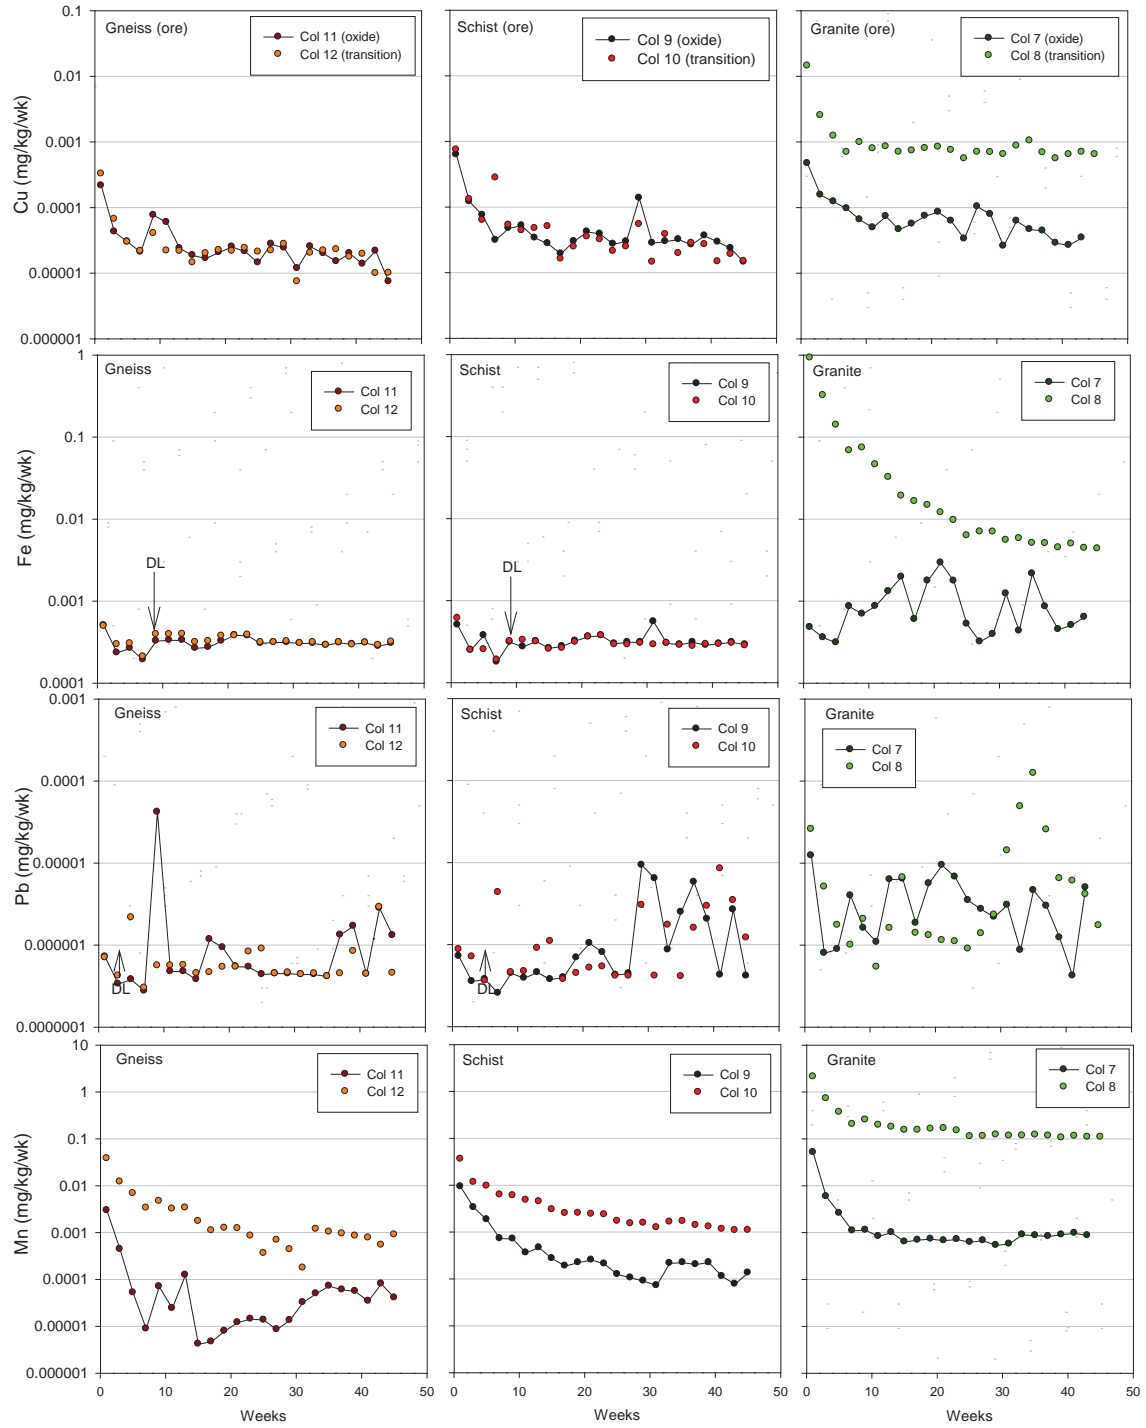 Gneiss (ore)
Col 11 (oxide)
Col 12 (transition)
Schist (ore)
Col 9 (oxide)
Col 10 (transition)
Granite (ore)
Col 7 (oxide)
Col 8 (transition)
Cu (mg/kg/wk)
0.1
0.01
0.001
0.0001
0.00001
0.000001
Gneiss
Col 11
Col 12
DL
Schist
Col 9
Col 10
DL
Granite
Col 7
Col 8
Fe (mg/kg/wk)
1
0.1
0.01
0.001
0.0001
Gneiss
Col 11
Col 12
DL
Schist
Col 9
Col 10
DL
Granite
Col 7
Col 8
Pb (mg/kg/wk)
0.001
0.0001
0.00001
0.000001
0.0000001
Gneiss
Col 11
Col 12
Schist
Col 9
Col 10
Granite
Col 7
Col 8
Mn (mg/kg/wk)
10
1
0.1
0.01
0.001
0.0001
0.00001
0.000001
0 10 20 30 40 50
0 10 20 30 40 50
0 10 20 30 40 50
Weeks
Weeks
Weeks